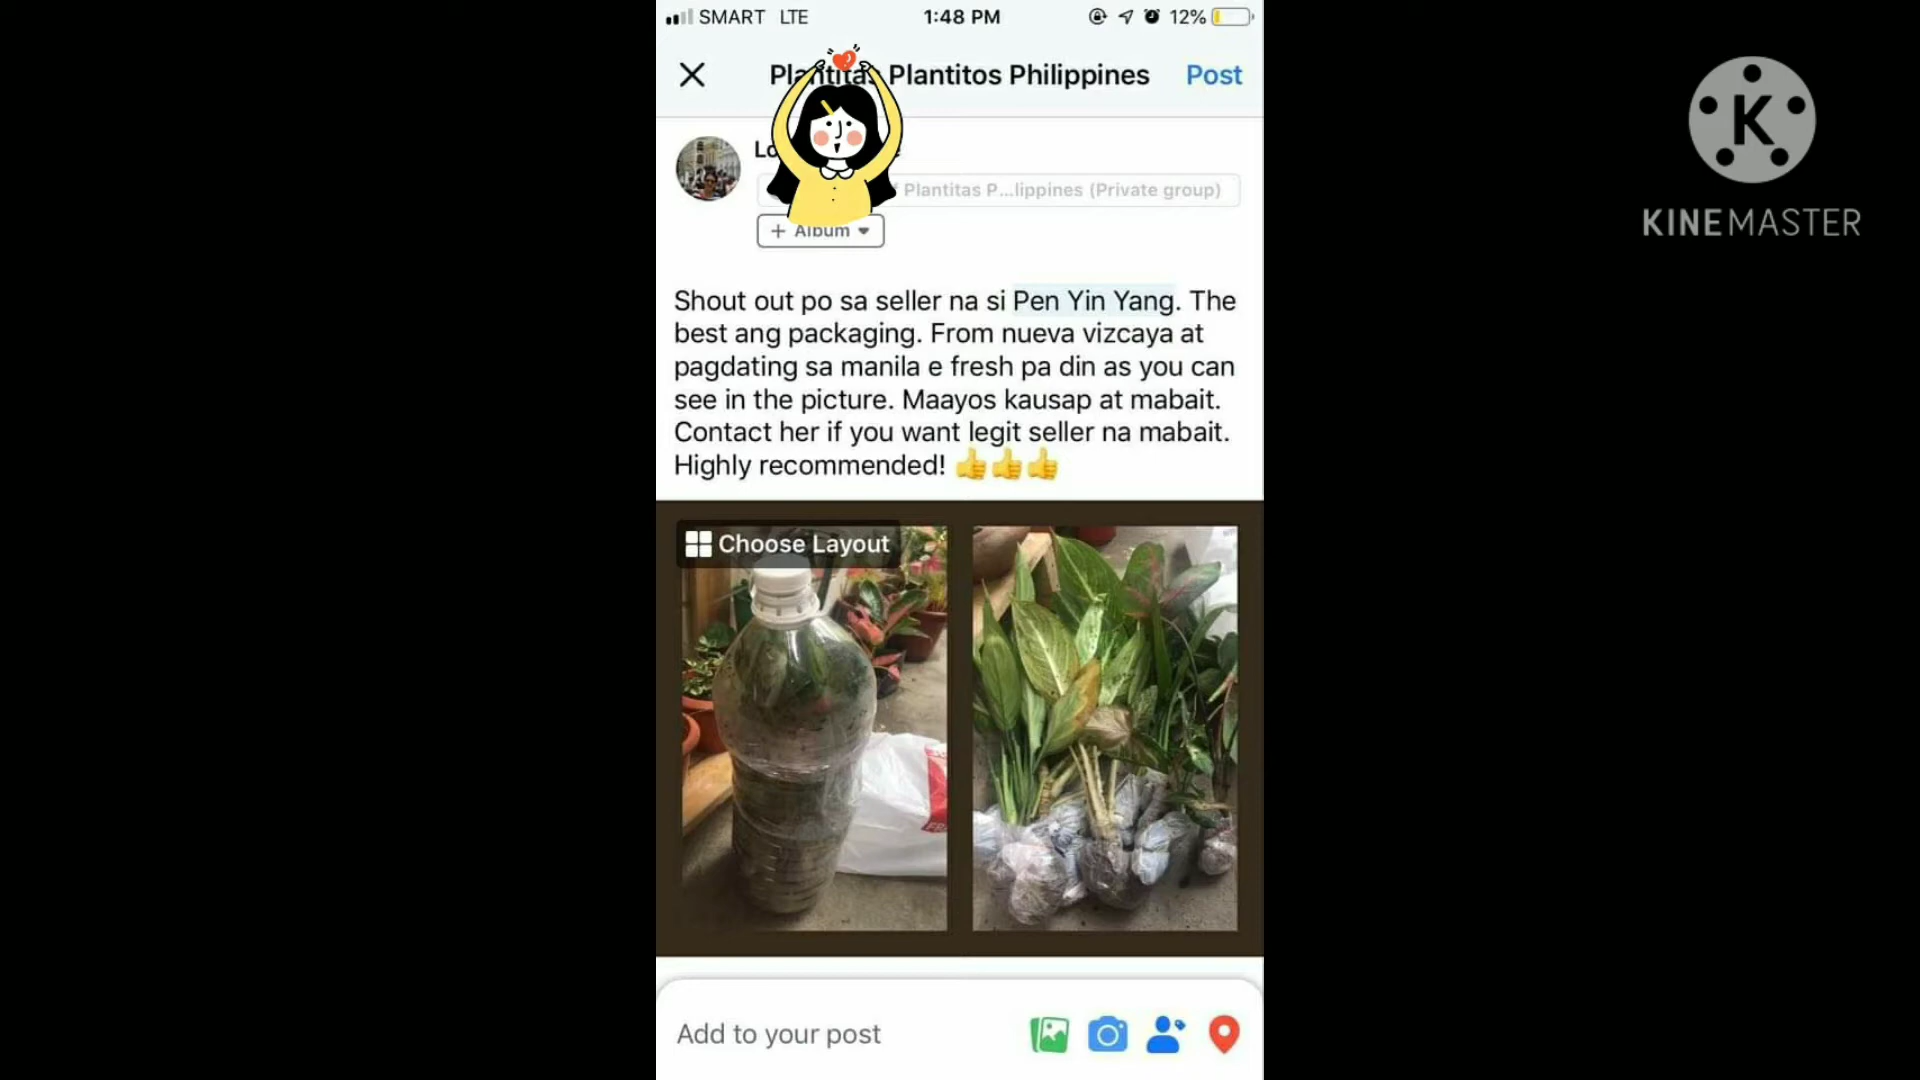 SMART LTE 1:48 PM 12%
Plantitas Plantitos Philippines Post
KINEMASTER
Plantitas P...lippines (Private group)
+ Album
Shout out po sa seller na si Pen Yin Yang. The
best ang packaging. From nueva vizcaya at
pagdating sa manila e fresh pa din as you can
see in the picture. Maayos kausap at mabait.
Contact her if you want legit seller na mabait.
Highly recommended! 👍👍👍
Choose Layout
Add to your post